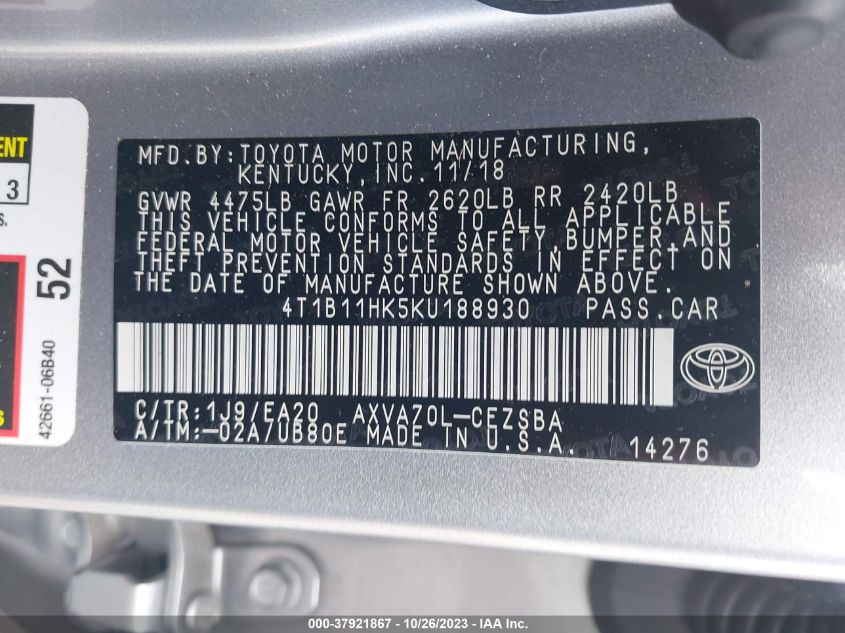 ENT
3
S.
52
42661-06B40
MFD.BY:TOYOTA MOTOR MANUFACTURING,
KENTUCKY,INC.11/18
GVWR 4475LB GAWR FR 2620LB RR 2420LB
THIS VEHICLE CONFORMS TO ALL APPLICABLE
FEDERAL MOTOR VEHICLE SAFETY,BUMPER,AND
THEFT PREVENTION STANDARDS IN EFFECT ON
THE DATE OF MANUFACTURE SHOWN ABOVE.
4T1B11HK5KU188930 PASS.CAR
C/TR:1J9/EA20 AXVA70L-CEZSBA
A/TM:-02A/UB80E MADE IN U.S.A. 14276
000-37921867 - 10/26/2023 - IAA Inc.